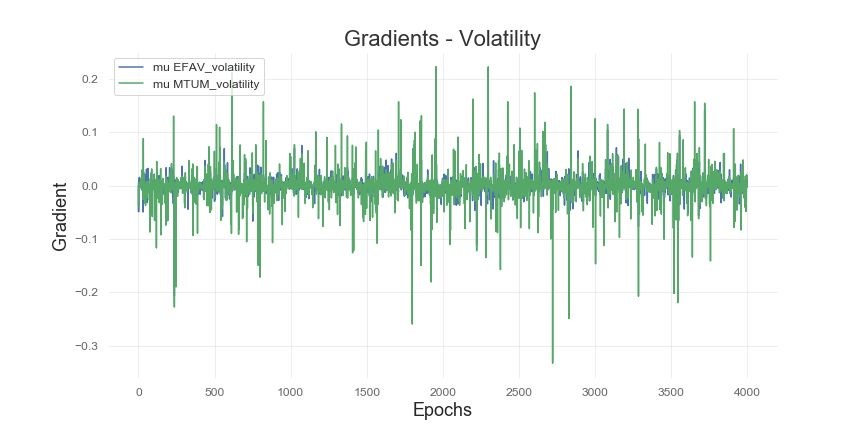 Gradients - Volatility
mu EFAV_volatility
mu MTUM_volatility
0.2
0.1
0.0
−0.1
−0.2
−0.3
Gradient
0 500 1000 1500 2000 2500 3000 3500 4000
Epochs